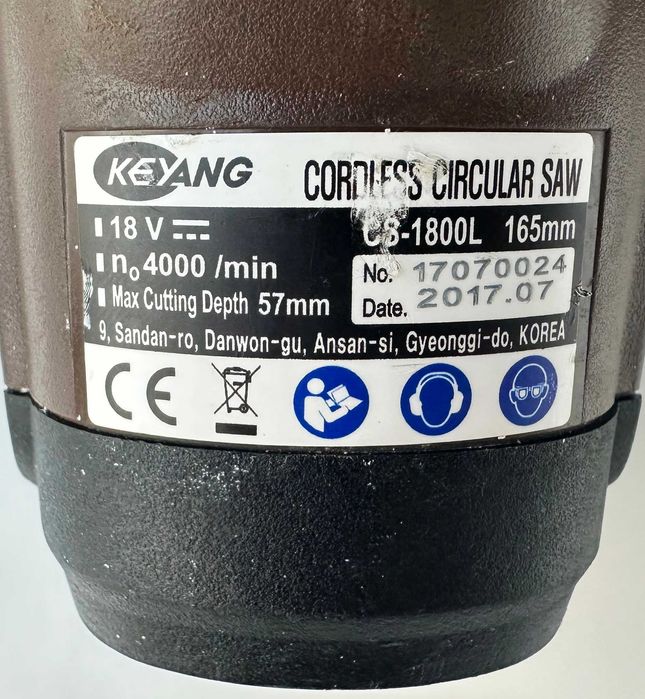 KEYANG CORDLESS CIRCULAR SAW
18 V CS-1800L 165mm
n₀ 4000 /min No. 17070024
Max Cutting Depth 57mm Date. 2017.07
9, Sandan-ro, Danwon-gu, Ansan-si, Gyeonggi-do, KOREA
CE